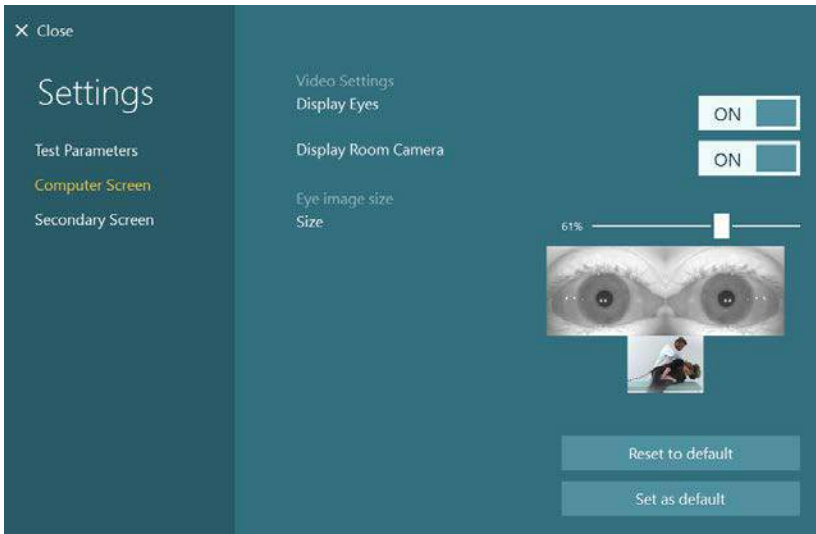 Close
Settings
Test Parameters
Computer Screen
Secondary Screen
Video Settings
Display Eyes
ON
Display Room Camera
ON
Eye image size
Size
61%
Reset to default
Set as default